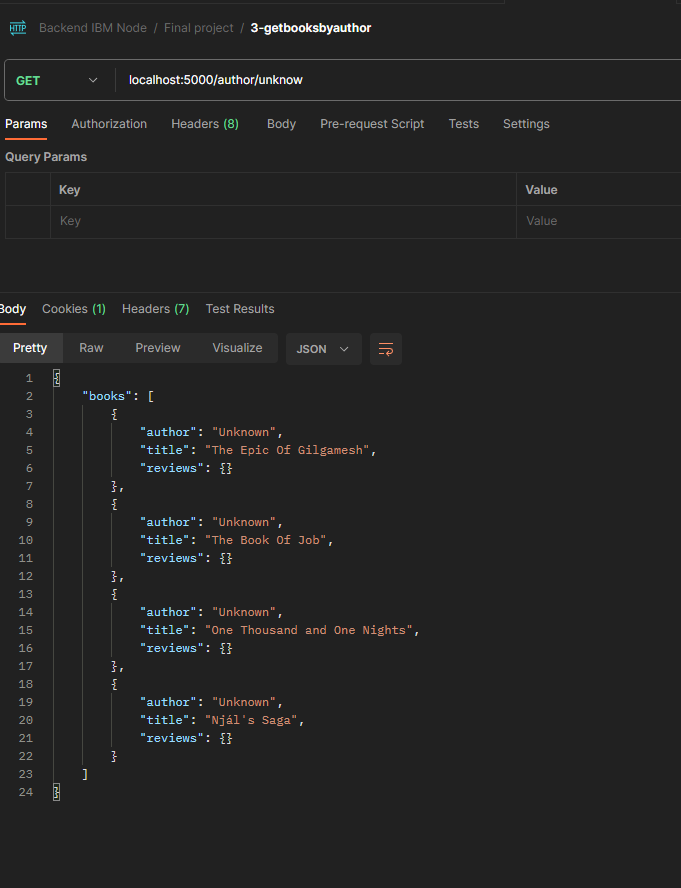 HTTP Backend IBM Node / Final project / 3-getbooksbyauthor
GET localhost:5000/author/unknow
Params Authorization Headers (8) Body Pre-request Script Tests Settings
Query Params
Key Value
Key Value
Body Cookies (1) Headers (7) Test Results
Pretty Raw Preview Visualize JSON
1 {
2 "books": [
3 {
4 "author": "Unknown",
5 "title": "The Epic Of Gilgamesh",
6 "reviews": {}
7 },
8 {
9 "author": "Unknown",
10 "title": "The Book Of Job",
11 "reviews": {}
12 },
13 {
14 "author": "Unknown",
15 "title": "One Thousand and One Nights",
16 "reviews": {}
17 },
18 {
19 "author": "Unknown",
20 "title": "Njál's Saga",
21 "reviews": {}
22 }
23 ]
24 }